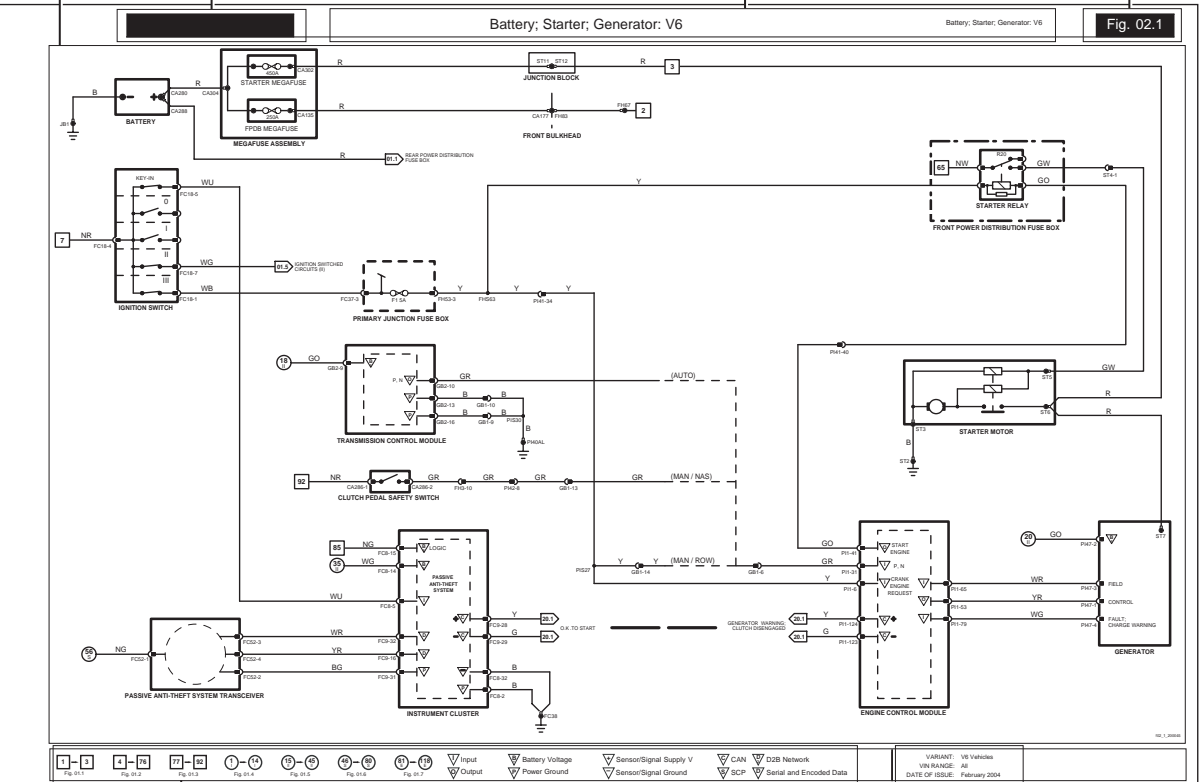 Battery; Starter; Generator: V6
Battery; Starter; Generator: V6
Fig. 02.1
B
JB1
BATTERY
CA280
CA288
R
CA304
450A
STARTER MEGAFUSE
CA302
250A
FPDB MEGAFUSE
CA135
MEGAFUSE ASSEMBLY
R
ST11 ST12
JUNCTION BLOCK
R
3
R
CA177 FH83
FRONT BULKHEAD
FH67
2
R
01.1
REAR POWER DISTRIBUTION
FUSE BOX
KEY-IN
0
I
II
III
7
NR
FC18-4
FC18-5
WU
FC18-7
WG
01.5
IGNITION SWITCHED
CIRCUITS (II)
FC18-1
WB
IGNITION SWITCH
FC37-3
F1 5A
FH53-3
PRIMARY JUNCTION FUSE BOX
Y
FHS63
Y
PI41-34
Y
Y
65
NW
R20
GW
GO
ST4-1
STARTER RELAY
FRONT POWER DISTRIBUTION FUSE BOX
PI41-40
18
II
GO
GB2-9
B
P, N
GB2-10
GR
(AUTO)
GB2-13
B
GB1-10
B
GB2-16
B
GB1-9
B
PIS30
B
PI40AL
TRANSMISSION CONTROL MODULE
GW
ST5
R
ST6
R
ST3
B
ST2
STARTER MOTOR
92
NR
CA286-1
CA286-2
GR
FH3-10
GR
PI42-8
GR
GB1-13
GR
(MAN / NAS)
CLUTCH PEDAL SAFETY SWITCH
85
NG
FC8-15
B
LOGIC
35
WG
FC8-14
B
PASSIVE
ANTI-THEFT
SYSTEM
WU
FC8-5
I
FC9-28
Y
20.1
FC9-29
G
20.1
O.K. TO START
WR
FC9-32
YR
FC9-16
BG
FC9-31
FC8-32
B
FC8-2
B
FC38
INSTRUMENT CLUSTER
NG
FC52-1
FC52-3
FC52-4
FC52-2
PASSIVE ANTI-THEFT SYSTEM TRANSCEIVER
PIS27
Y
GB1-14
Y
(MAN / ROW)
GB1-6
GO
PI1-41
START
ENGINE
GR
PI1-31
P, N
Y
PI1-6
CRANK
ENGINE
REQUEST
GENERATOR WARNING;
CLUTCH DISENGAGED
20.1
Y
PI1-124
20.1
G
PI1-123
PI1-65
WR
PI1-53
YR
PI1-79
WG
ENGINE CONTROL MODULE
20
GO
PI47-2
B
ST7
PI47-3
FIELD
PI47-1
CONTROL
PI47-4
FAULT;
CHARGE WARNING
GENERATOR
1 – 3
Fig. 01.1
4 – 76
Fig. 01.2
77 – 92
Fig. 01.3
1 – 14
Fig. 01.4
15 – 45
Fig. 01.5
46 – 80
Fig. 01.6
81 – 118
Fig. 01.7
I Input
O Output
B Battery Voltage
P Power Ground
Sensor/Signal Supply V
Sensor/Signal Ground
C CAN
S SCP
D2B Network
Serial and Encoded Data
VARIANT: V6 Vehicles
VIN RANGE: All
DATE OF ISSUE: February 2004